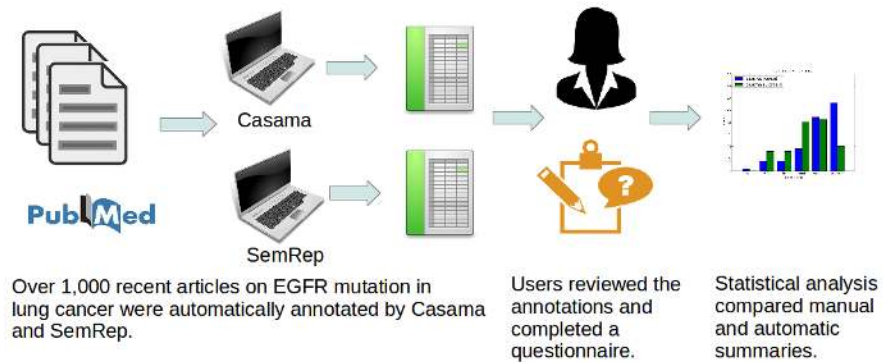 Casama
PubMed
SemRep
?
Over 1,000 recent articles on EGFR mutation in
lung cancer were automatically annotated by Casama
and SemRep.
Users reviewed the
annotations and
completed a
questionnaire.
Statistical analysis
compared manual
and automatic
summaries.